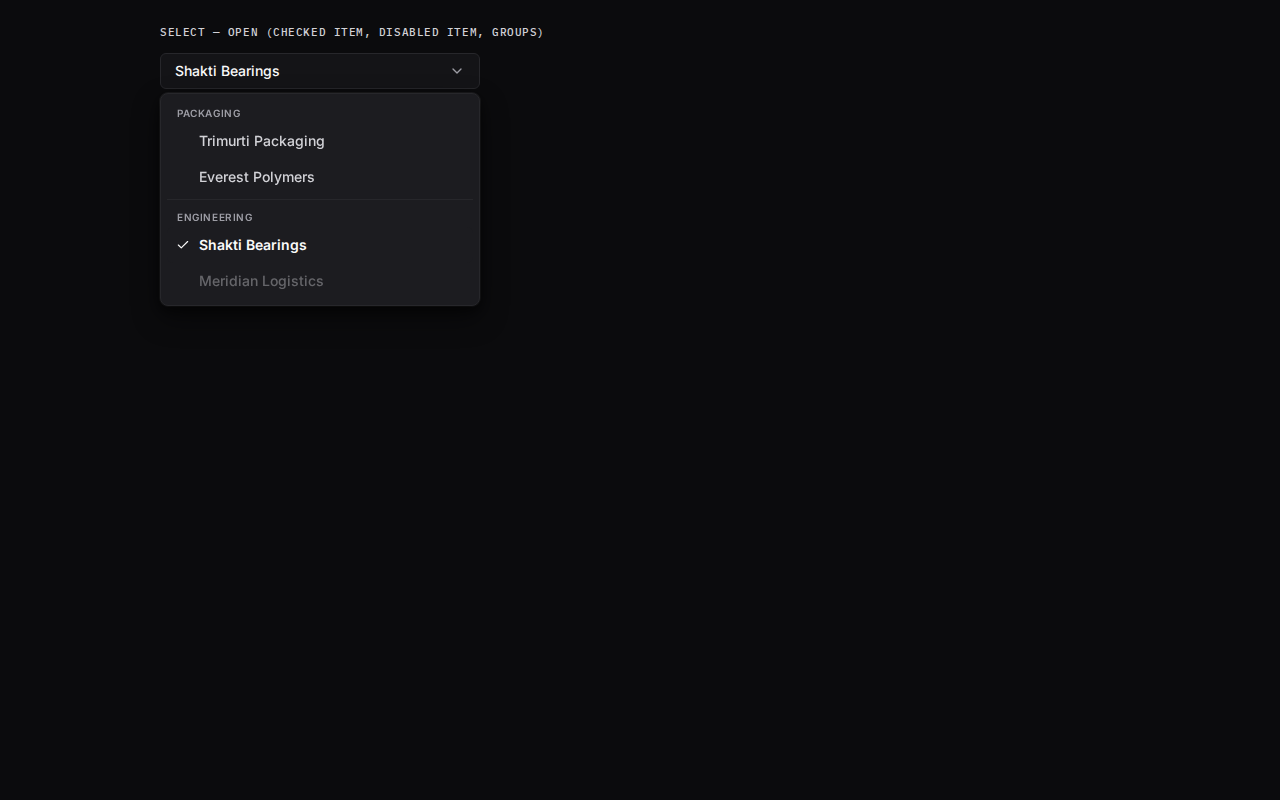 SELECT — OPEN (CHECKED ITEM, DISABLED ITEM, GROUPS)
Shakti Bearings
PACKAGING
Trimurti Packaging
Everest Polymers
ENGINEERING
Shakti Bearings
Meridian Logistics